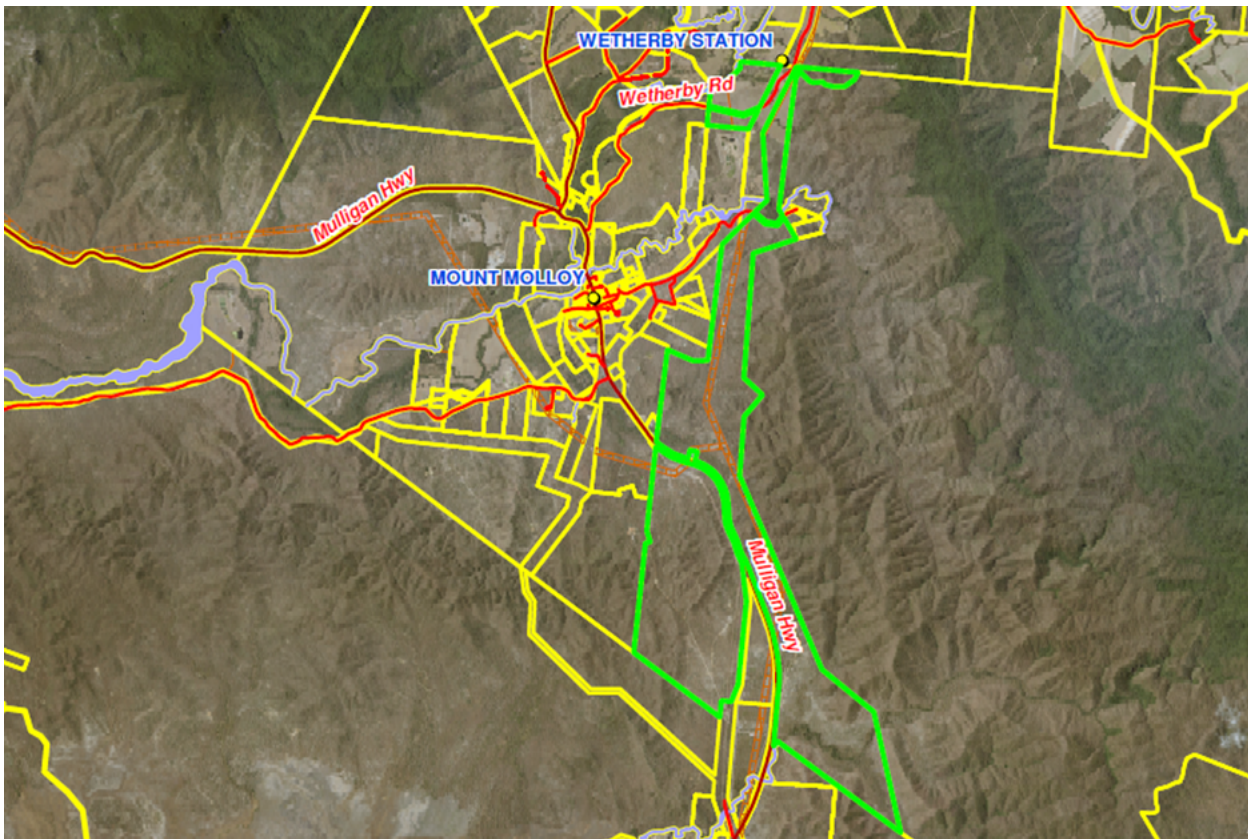 WETHERBY STATION
Wetherby Rd
Mulligan Hwy
MOUNT MOLLOY
Mulligan Hwy